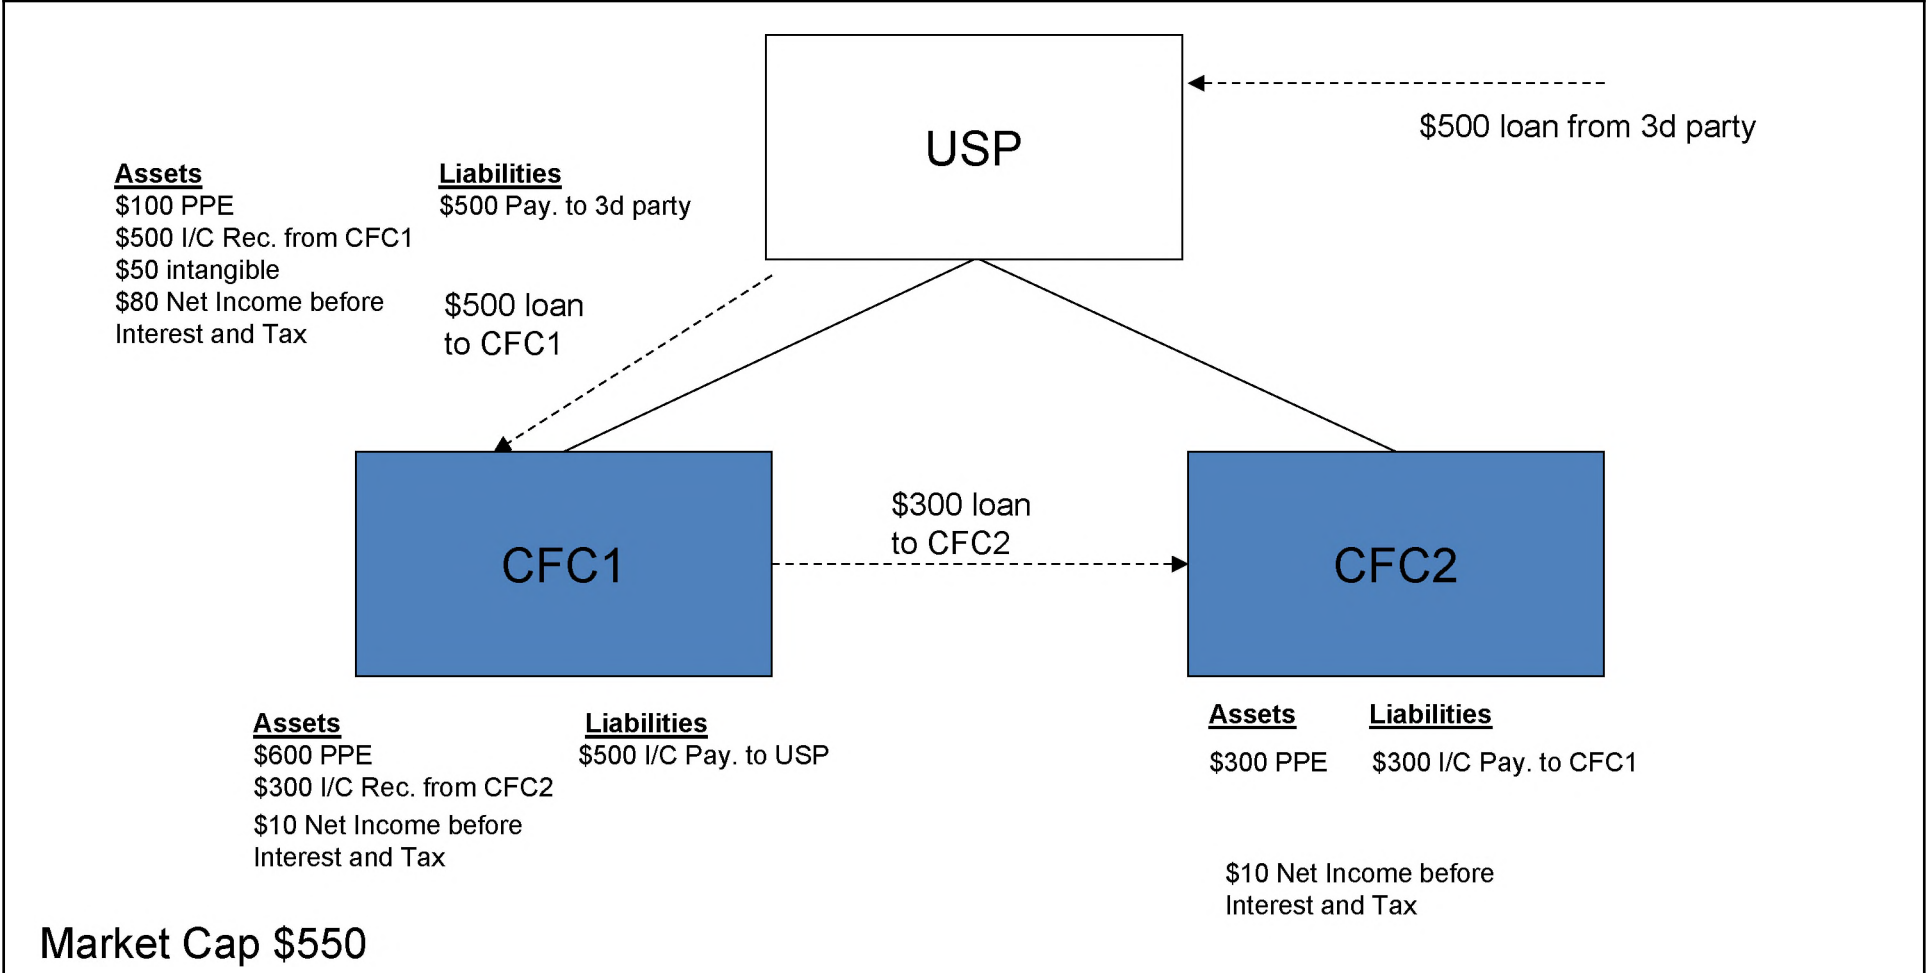 USP
$500 loan from 3d party
Assets
$100 PPE
$500 I/C Rec. from CFC1
$50 intangible
$80 Net Income before
Interest and Tax
Liabilities
$500 Pay. to 3d party
$500 loan
to CFC1
CFC1
$300 loan
to CFC2
CFC2
Assets
$600 PPE
$300 I/C Rec. from CFC2
$10 Net Income before
Interest and Tax
Liabilities
$500 I/C Pay. to USP
Assets
$300 PPE
Liabilities
$300 I/C Pay. to CFC1
$10 Net Income before
Interest and Tax
Market Cap $550